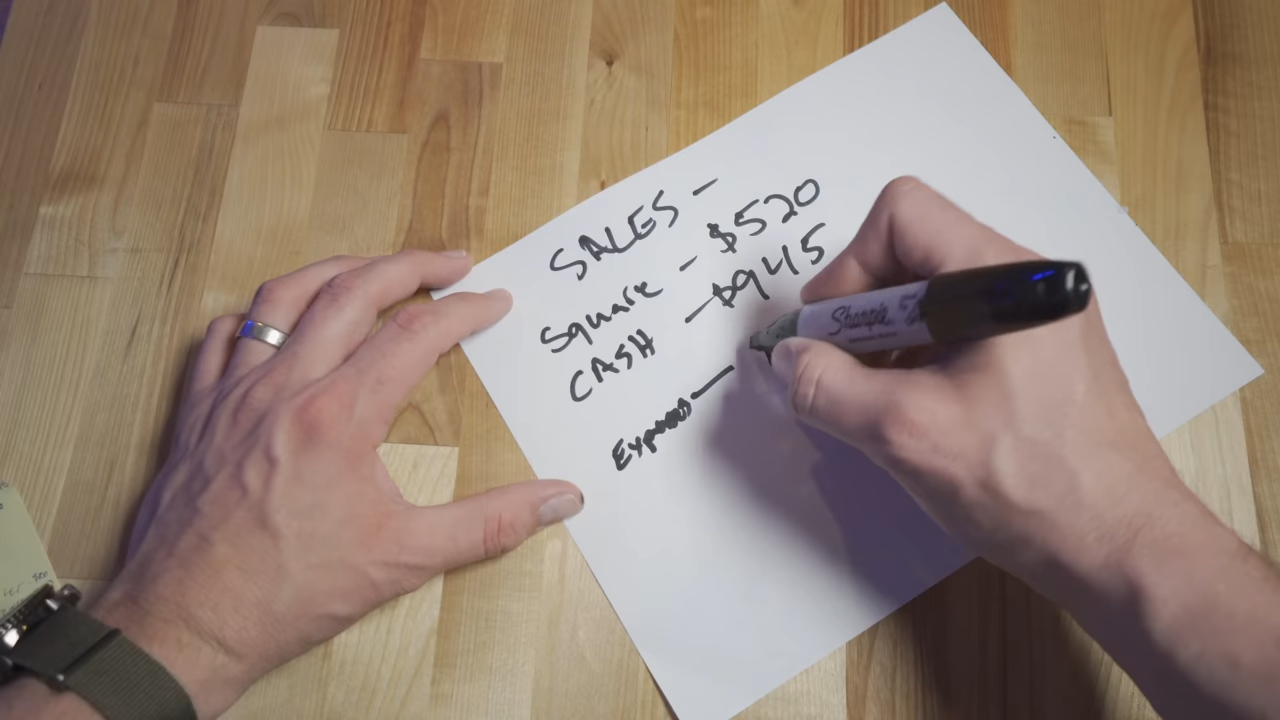 SALES -
Square - $520
CASH - $945
Expenses -
Sharpie